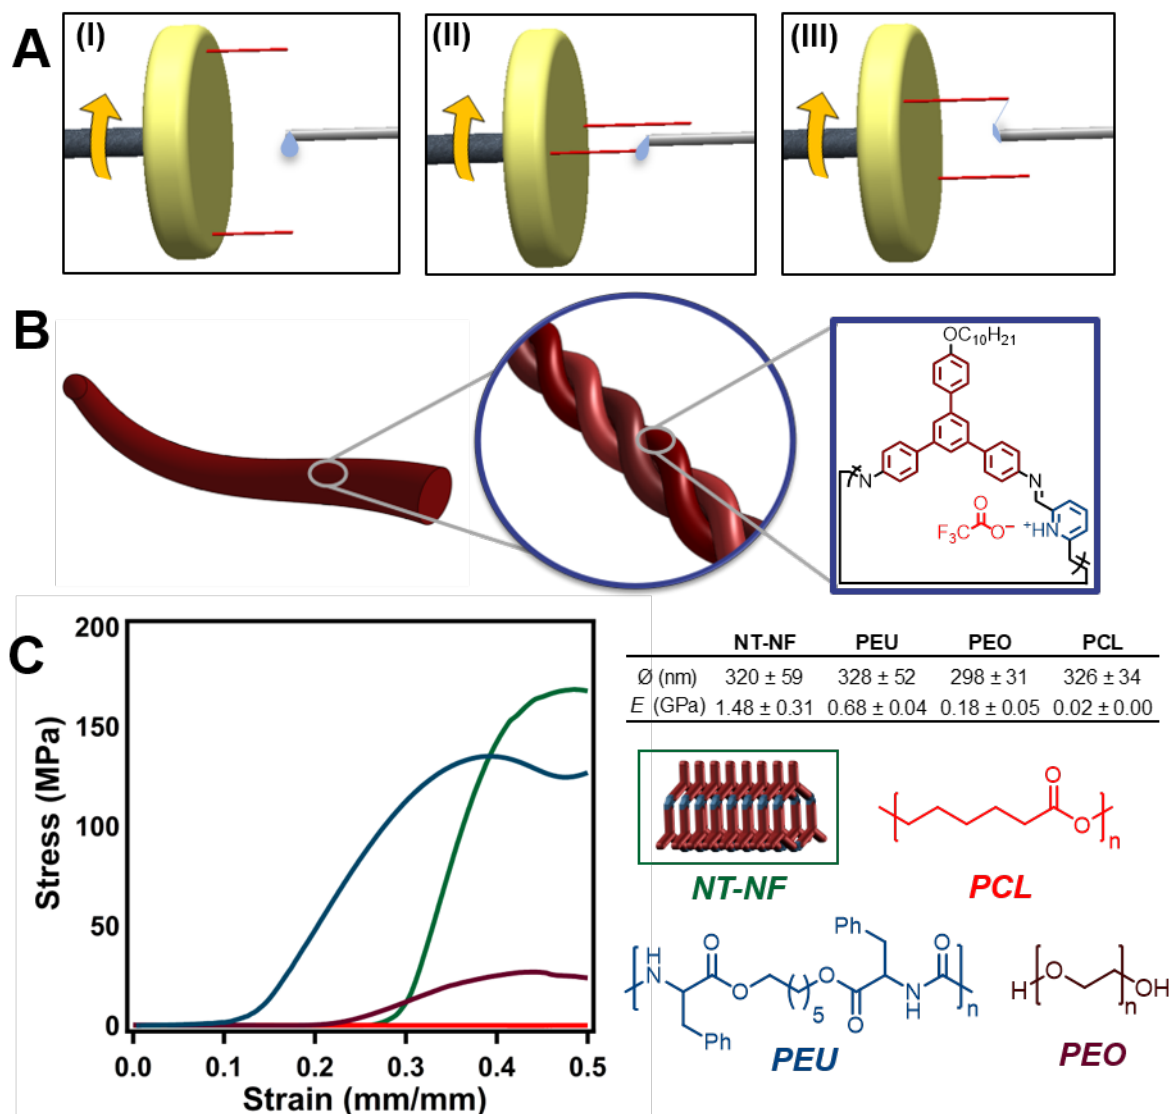 A
(I)
(II)
(III)
B
OC₁₀H₂₁
N
N
O
F₃C
O⁻
⁺HN
C
200
150
100
50
0
Stress (MPa)
0.0 0.1 0.2 0.3 0.4 0.5
Strain (mm/mm)
NT-NF PEU PEO PCL
Ø (nm) 320 ± 59 328 ± 52 298 ± 31 326 ± 34
E (GPa) 1.48 ± 0.31 0.68 ± 0.04 0.18 ± 0.05 0.02 ± 0.00
NT-NF
O
O
n
PCL
H
N
O
O
Ph
5
O
O
Ph
N
H
O
n
PEU
H
O
n
OH
PEO